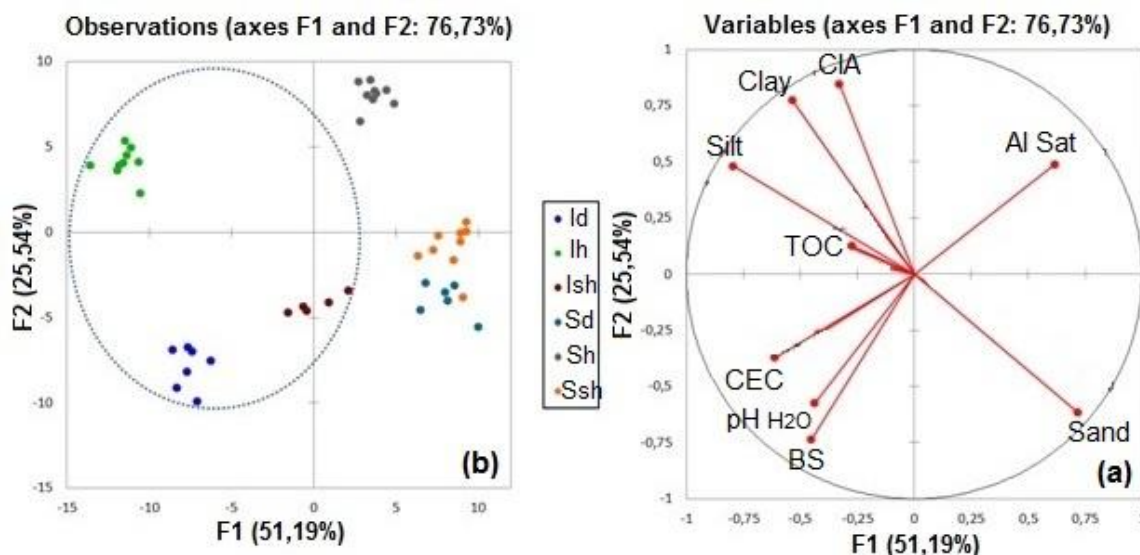 Observations (axes F1 and F2: 76,73%)
10
5
0
-5
-10
-15
-15
-10
-5
0
5
10
F2 (25,54%)
F1 (51,19%)
(b)
Id
Ih
Ish
Sd
Sh
Ssh
Variables (axes F1 and F2: 76,73%)
1
0,75
0,5
0,25
0
-0,25
-0,5
-0,75
-1
-1
-0,75
-0,5
-0,25
0
0,25
0,5
0,75
1
F2 (25,54%)
F1 (51,19%)
Clay
CIA
Silt
Al Sat
TOC
CEC
pH H2O
BS
Sand
(a)